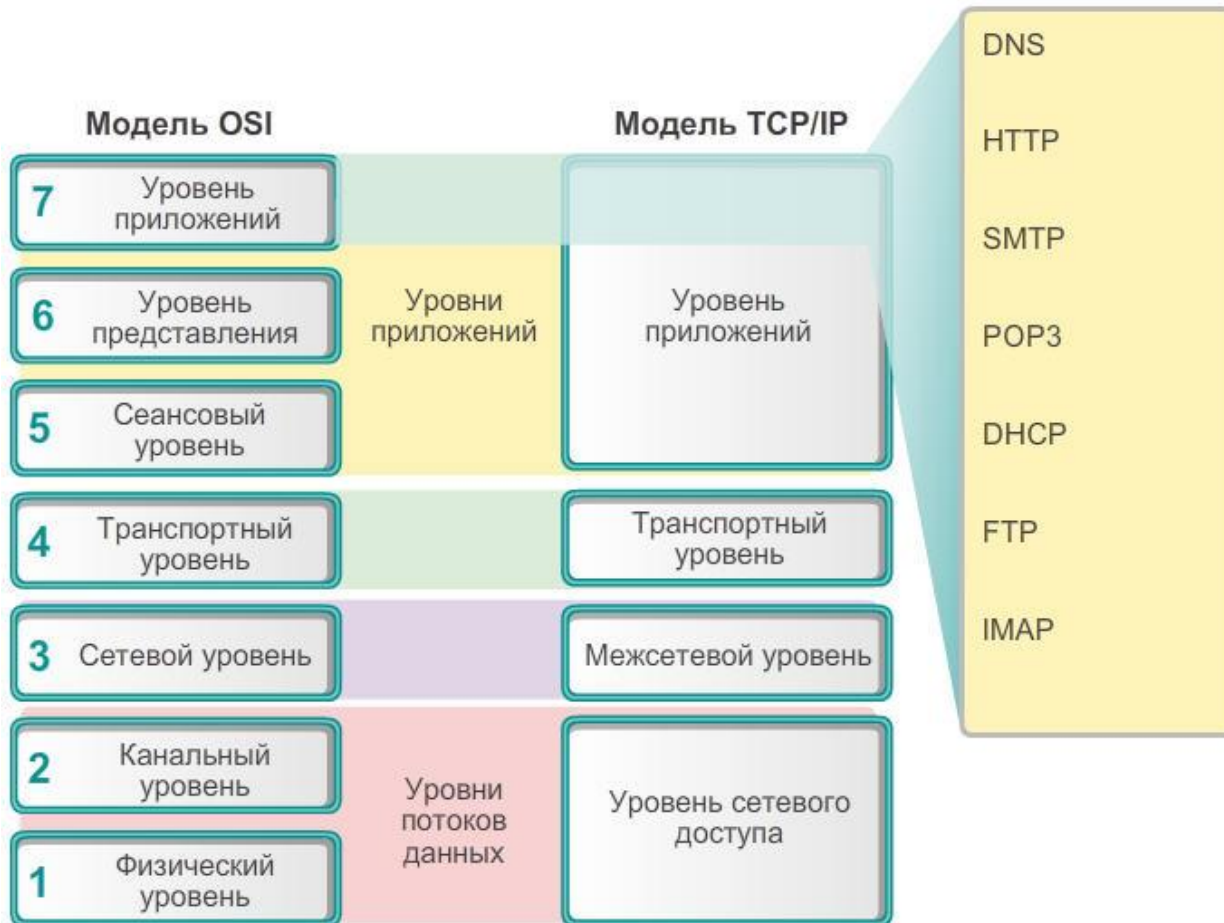 Модель OSI
7
Уровень
приложений
6
Уровень
представления
5
Сеансовый
уровень
4
Транспортный
уровень
3
Сетевой уровень
2
Канальный
уровень
1
Физический
уровень
Уровни
приложений
Уровни
потоков
данных
Модель TCP/IP
Уровень
приложений
Транспортный
уровень
Межсетевой уровень
Уровень сетевого
доступа
DNS
HTTP
SMTP
POP3
DHCP
FTP
IMAP